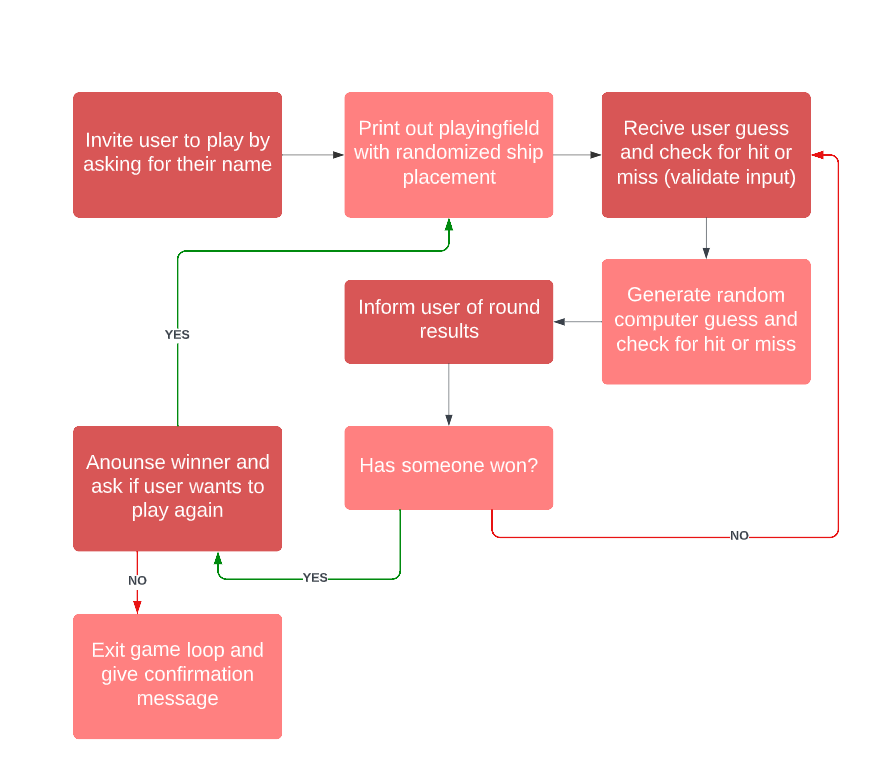 Invite user to play by
asking for their name
Print out playingfield
with randomized ship
placement
Recive user guess
and check for hit or
miss (validate input)
Generate random
computer guess and
check for hit or miss
Inform user of round
results
Has someone won?
YES
NO
Anounse winner and
ask if user wants to
play again
YES
NO
Exit game loop and
give confirmation
message